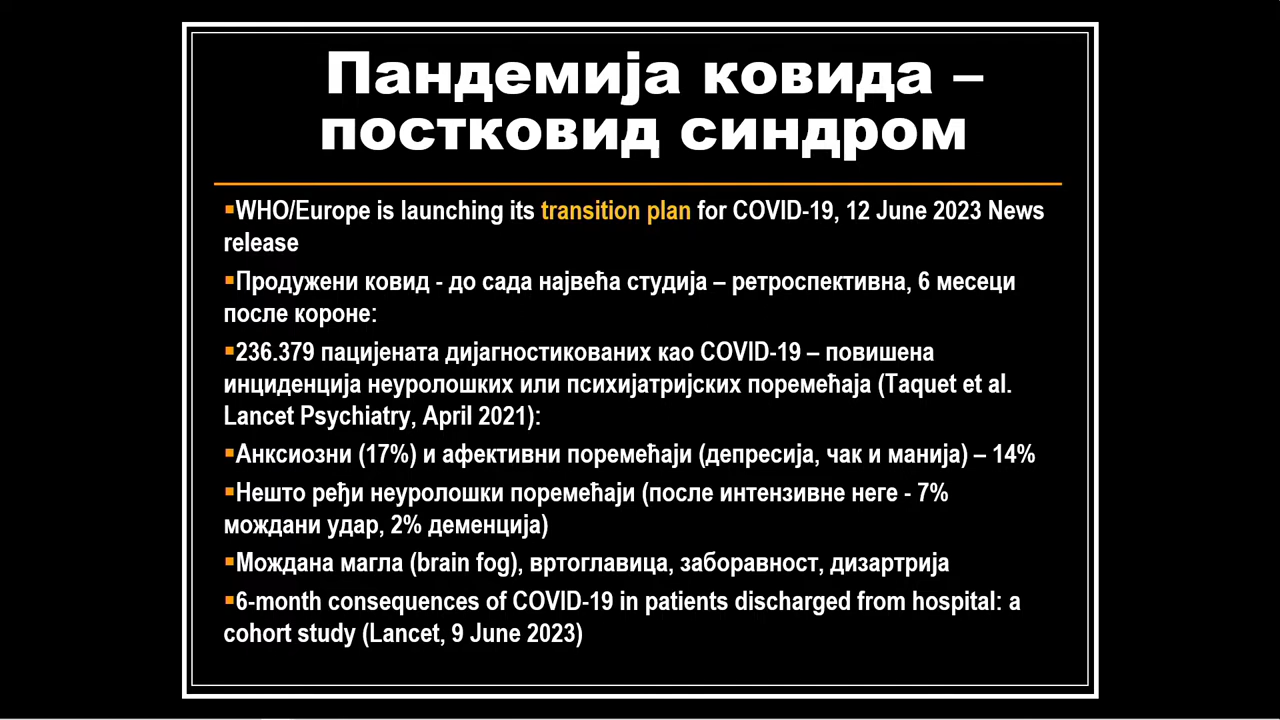 Пандемија ковида –
постковид синдром
▪WHO/Europe is launching its transition plan for COVID-19, 12 June 2023 News
release
▪Продужени ковид - до сада највећа студија – ретроспективна, 6 месеци
после короне:
▪236.379 пацијената дијагностикованих као COVID-19 – повишена
инциденција неуролошких или психијатријских поремећаја (Taquet et al.
Lancet Psychiatry, April 2021):
▪Анксиозни (17%) и афективни поремећаји (депресија, чак и манија) – 14%
▪Нешто ређи неуролошки поремећаји (после интензивне неге - 7%
мождани удар, 2% деменција)
▪Мождана магла (brain fog), вртоглавица, заборавност, дизартрија
▪6-month consequences of COVID-19 in patients discharged from hospital: a
cohort study (Lancet, 9 June 2023)